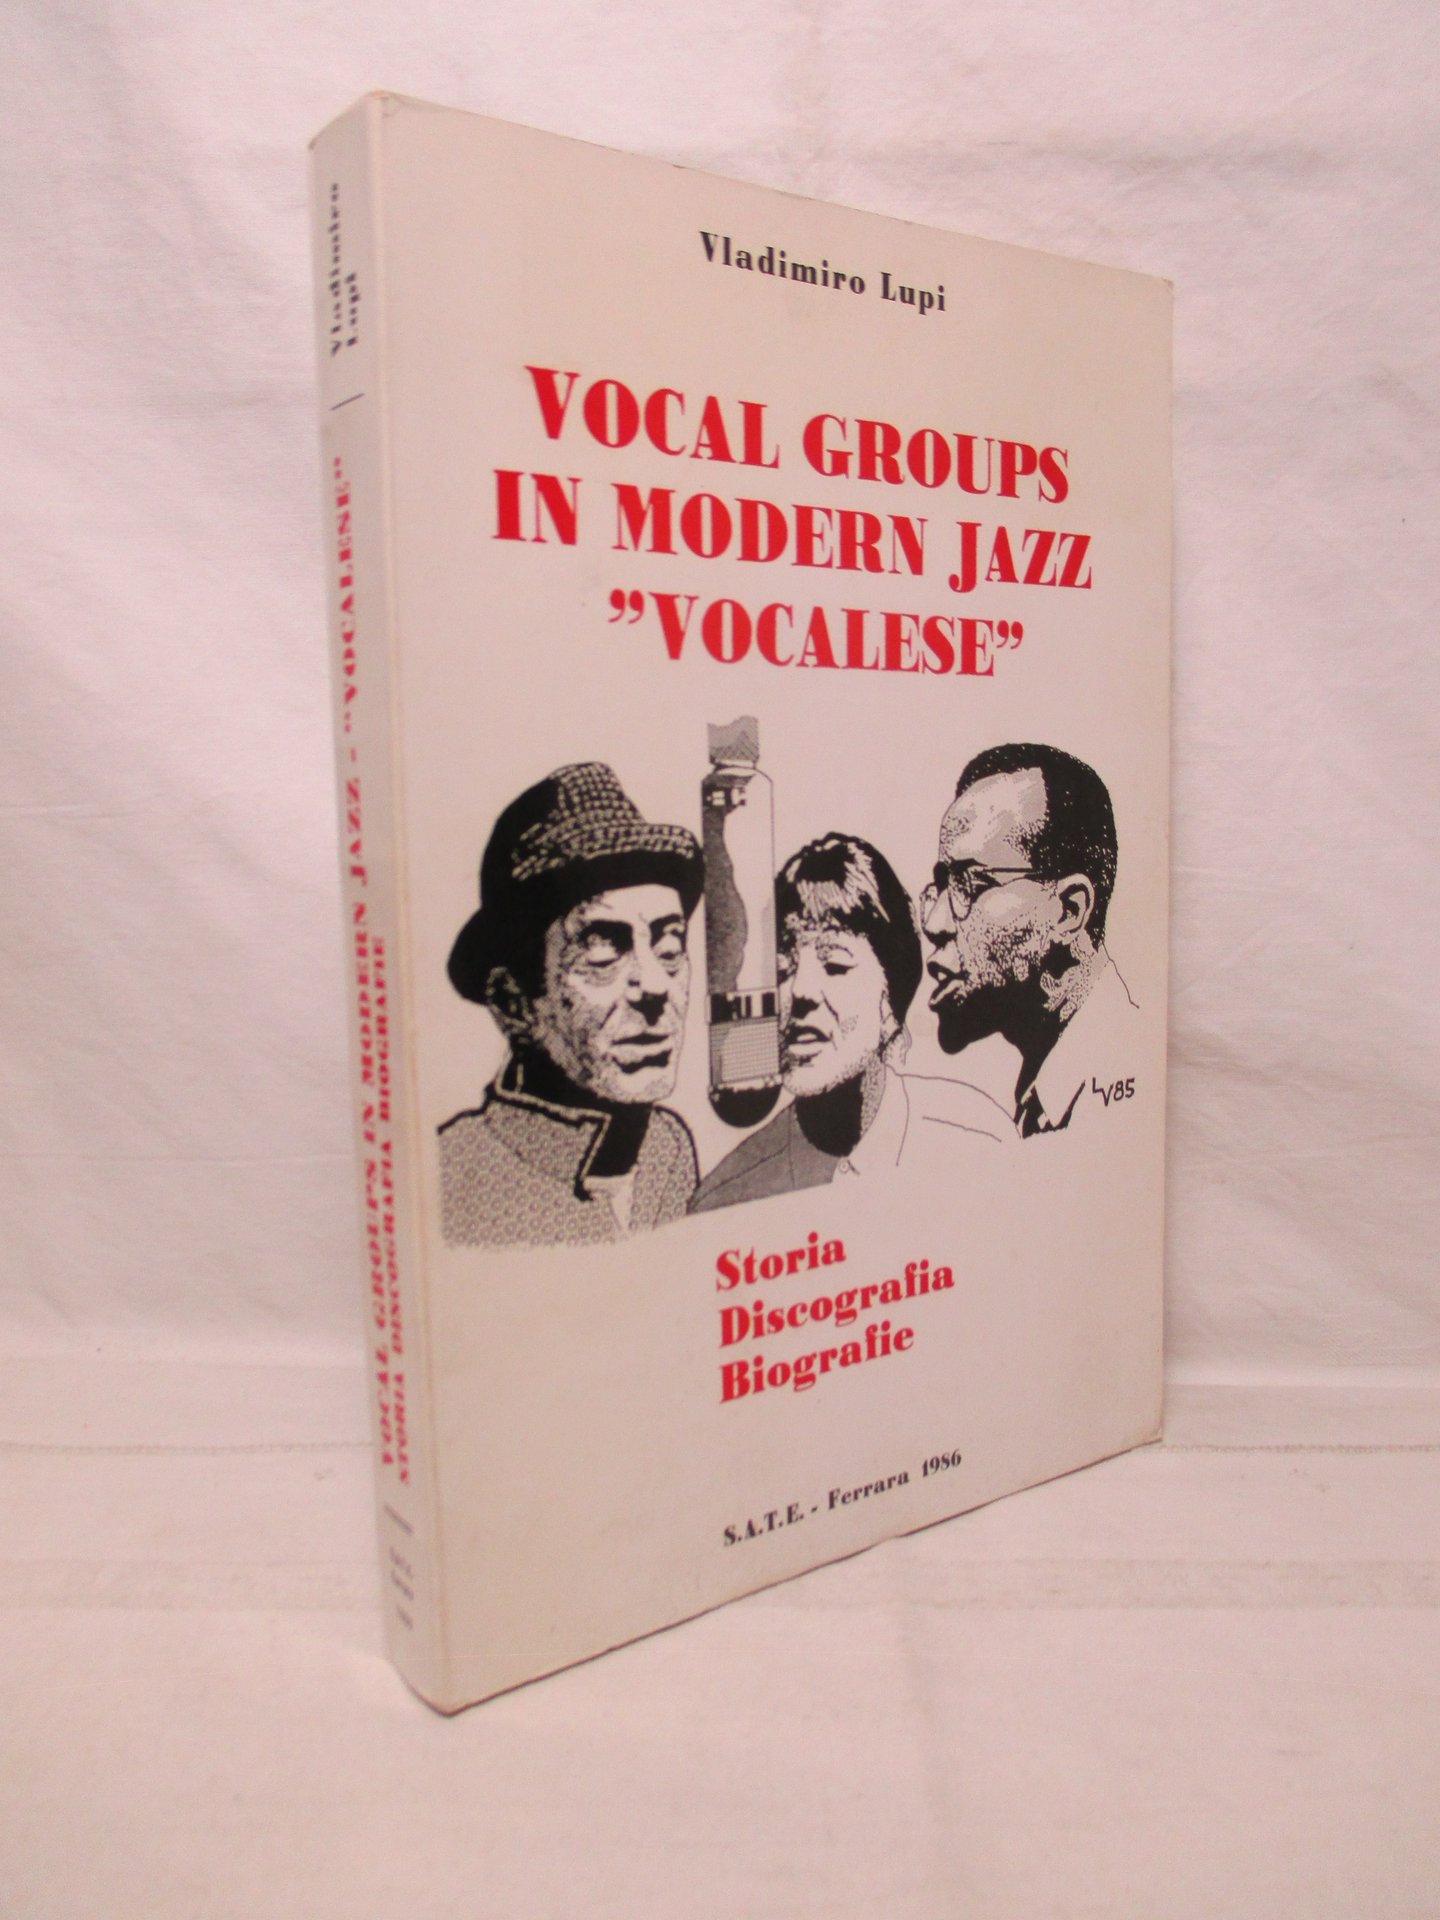 Vladimiro Lupi
VOCAL GROUPS
IN MODERN JAZZ
”VOCALESE”
LV85
Storia
Discografia
Biografie
S.A.T.E. - Ferrara 1986
Vladimiro
Lupi
VOCAL GROUPS IN MODERN JAZZ - ”VOCALESE”
STORIA DISCOGRAFIA BIOGRAFIE